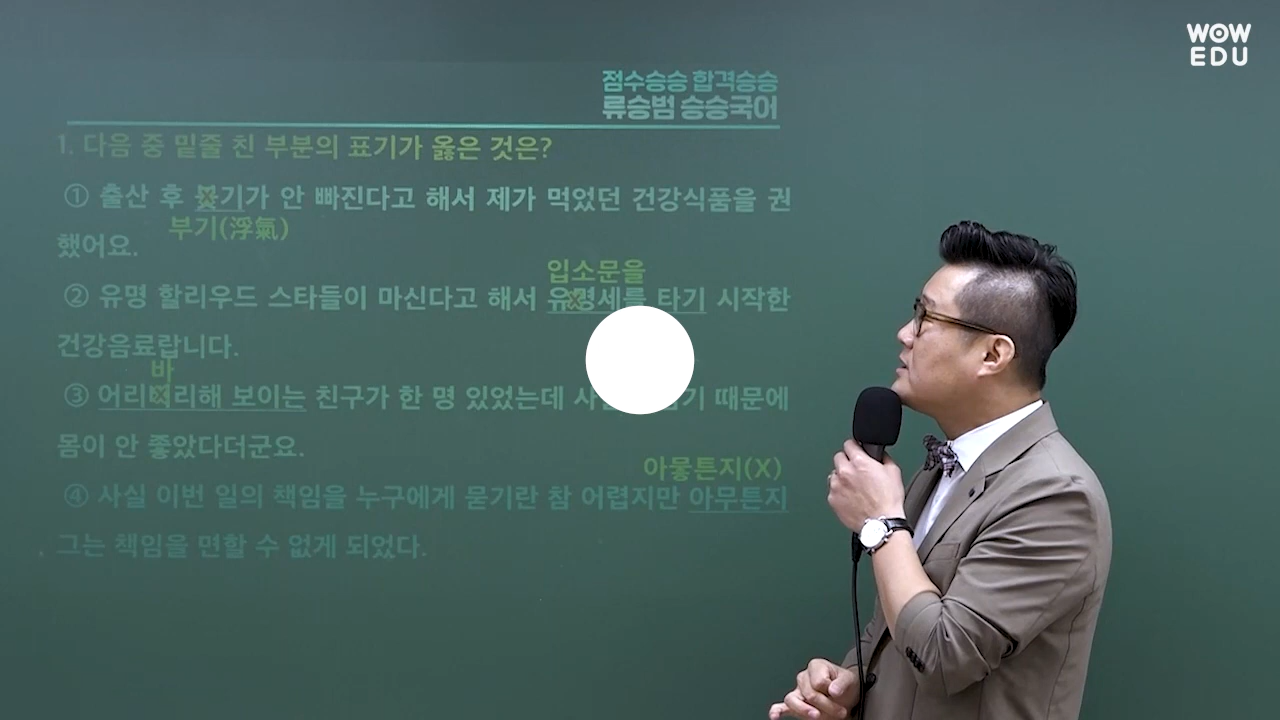 WOW
EDU
점수승승 합격승승
류승범 승승국어
1. 다음 중 밑줄 친 부분의 표기가 옳은 것은?
① 출산 후 기가 안 빠진다고 해서 제가 먹었던 건강식품을 권
부기(浮氣)
했어요.
입소문을
② 유명 할리우드 스타들이 마신다고 해서 유명세를 타기 시작한
건강음료랍니다.
바
③ 어리리해 보이는 친구가 한 명 있었는데 기 때문에
몸이 안 좋았다더군요.
아뭏튼지(X)
④ 사실 이번 일의 책임을 누구에게 묻기란 참 어렵지만 아무튼지
그는 책임을 면할 수 없게 되었다.